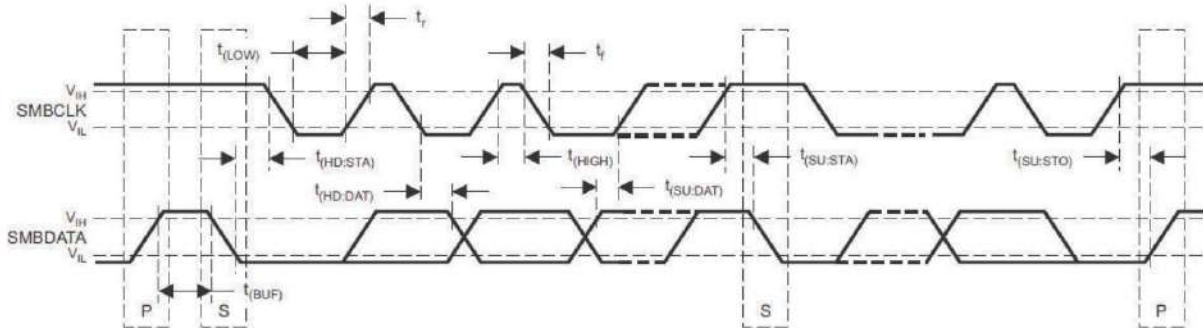 t(LOW) tr tf
VIH
SMBCLK
VIL
t(HD:STA) t(HIGH) t(SU:STA) t(SU:STO)
t(HD:DAT) t(SU:DAT)
VIH
SMBDATA
VIL
t(BUF)
P S S P